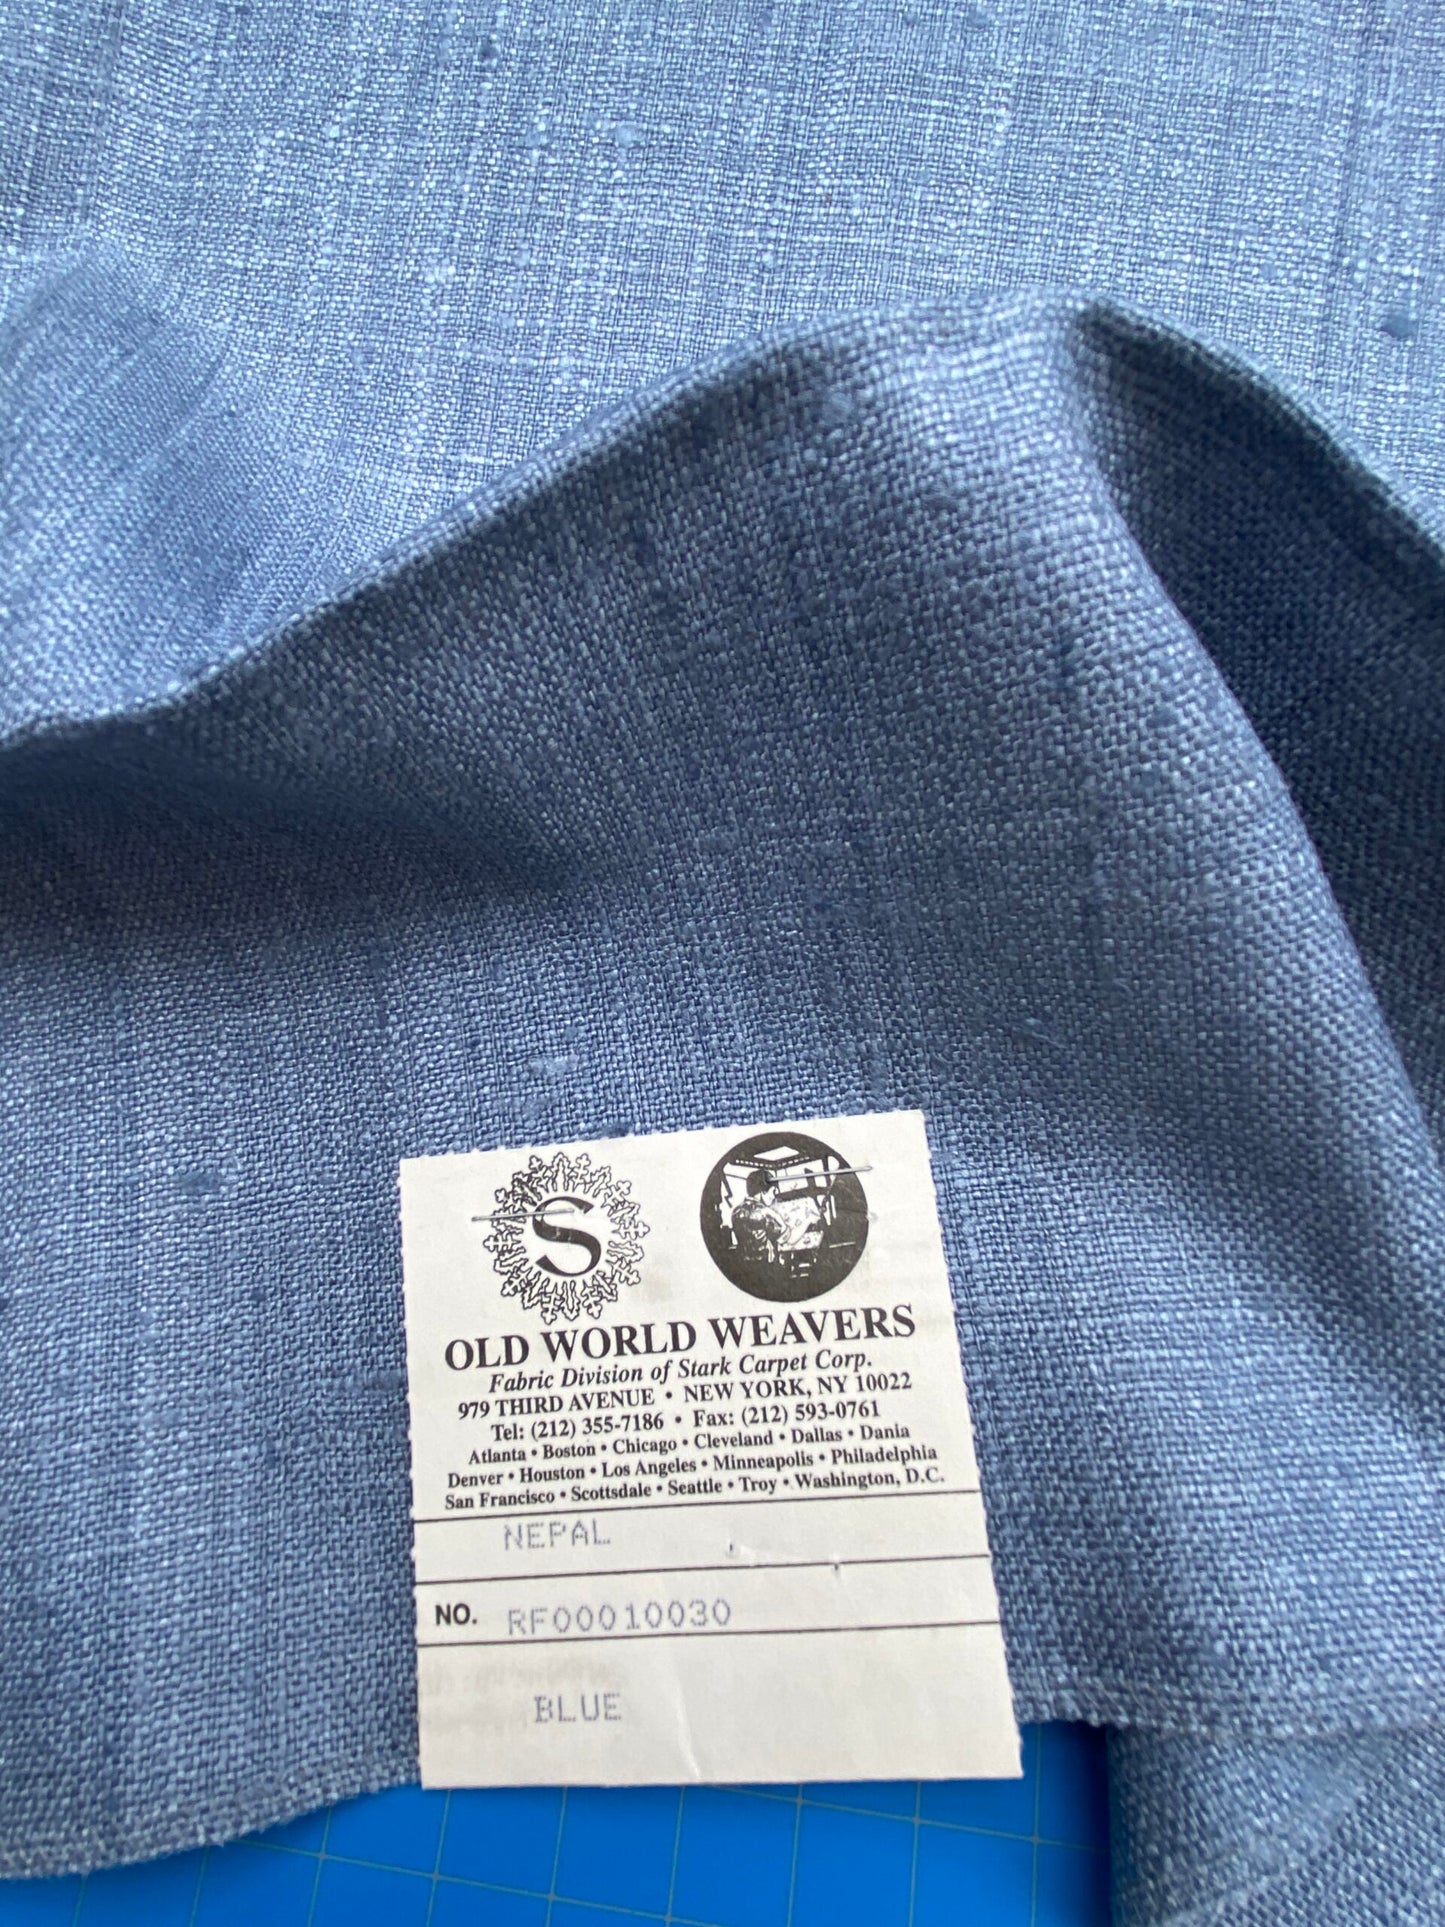 S
OLD WORLD WEAVERS
Fabric Division of Stark Carpet Corp.
979 THIRD AVENUE • NEW YORK, NY 10022
Tel: (212) 355-7186 • Fax: (212) 593-0761
Atlanta • Boston • Chicago • Cleveland • Dallas • Dania
Denver • Houston • Los Angeles • Minneapolis • Philadelphia
San Francisco • Scottsdale • Seattle • Troy • Washington, D.C.
NEPAL
NO. RF00010030
BLUE